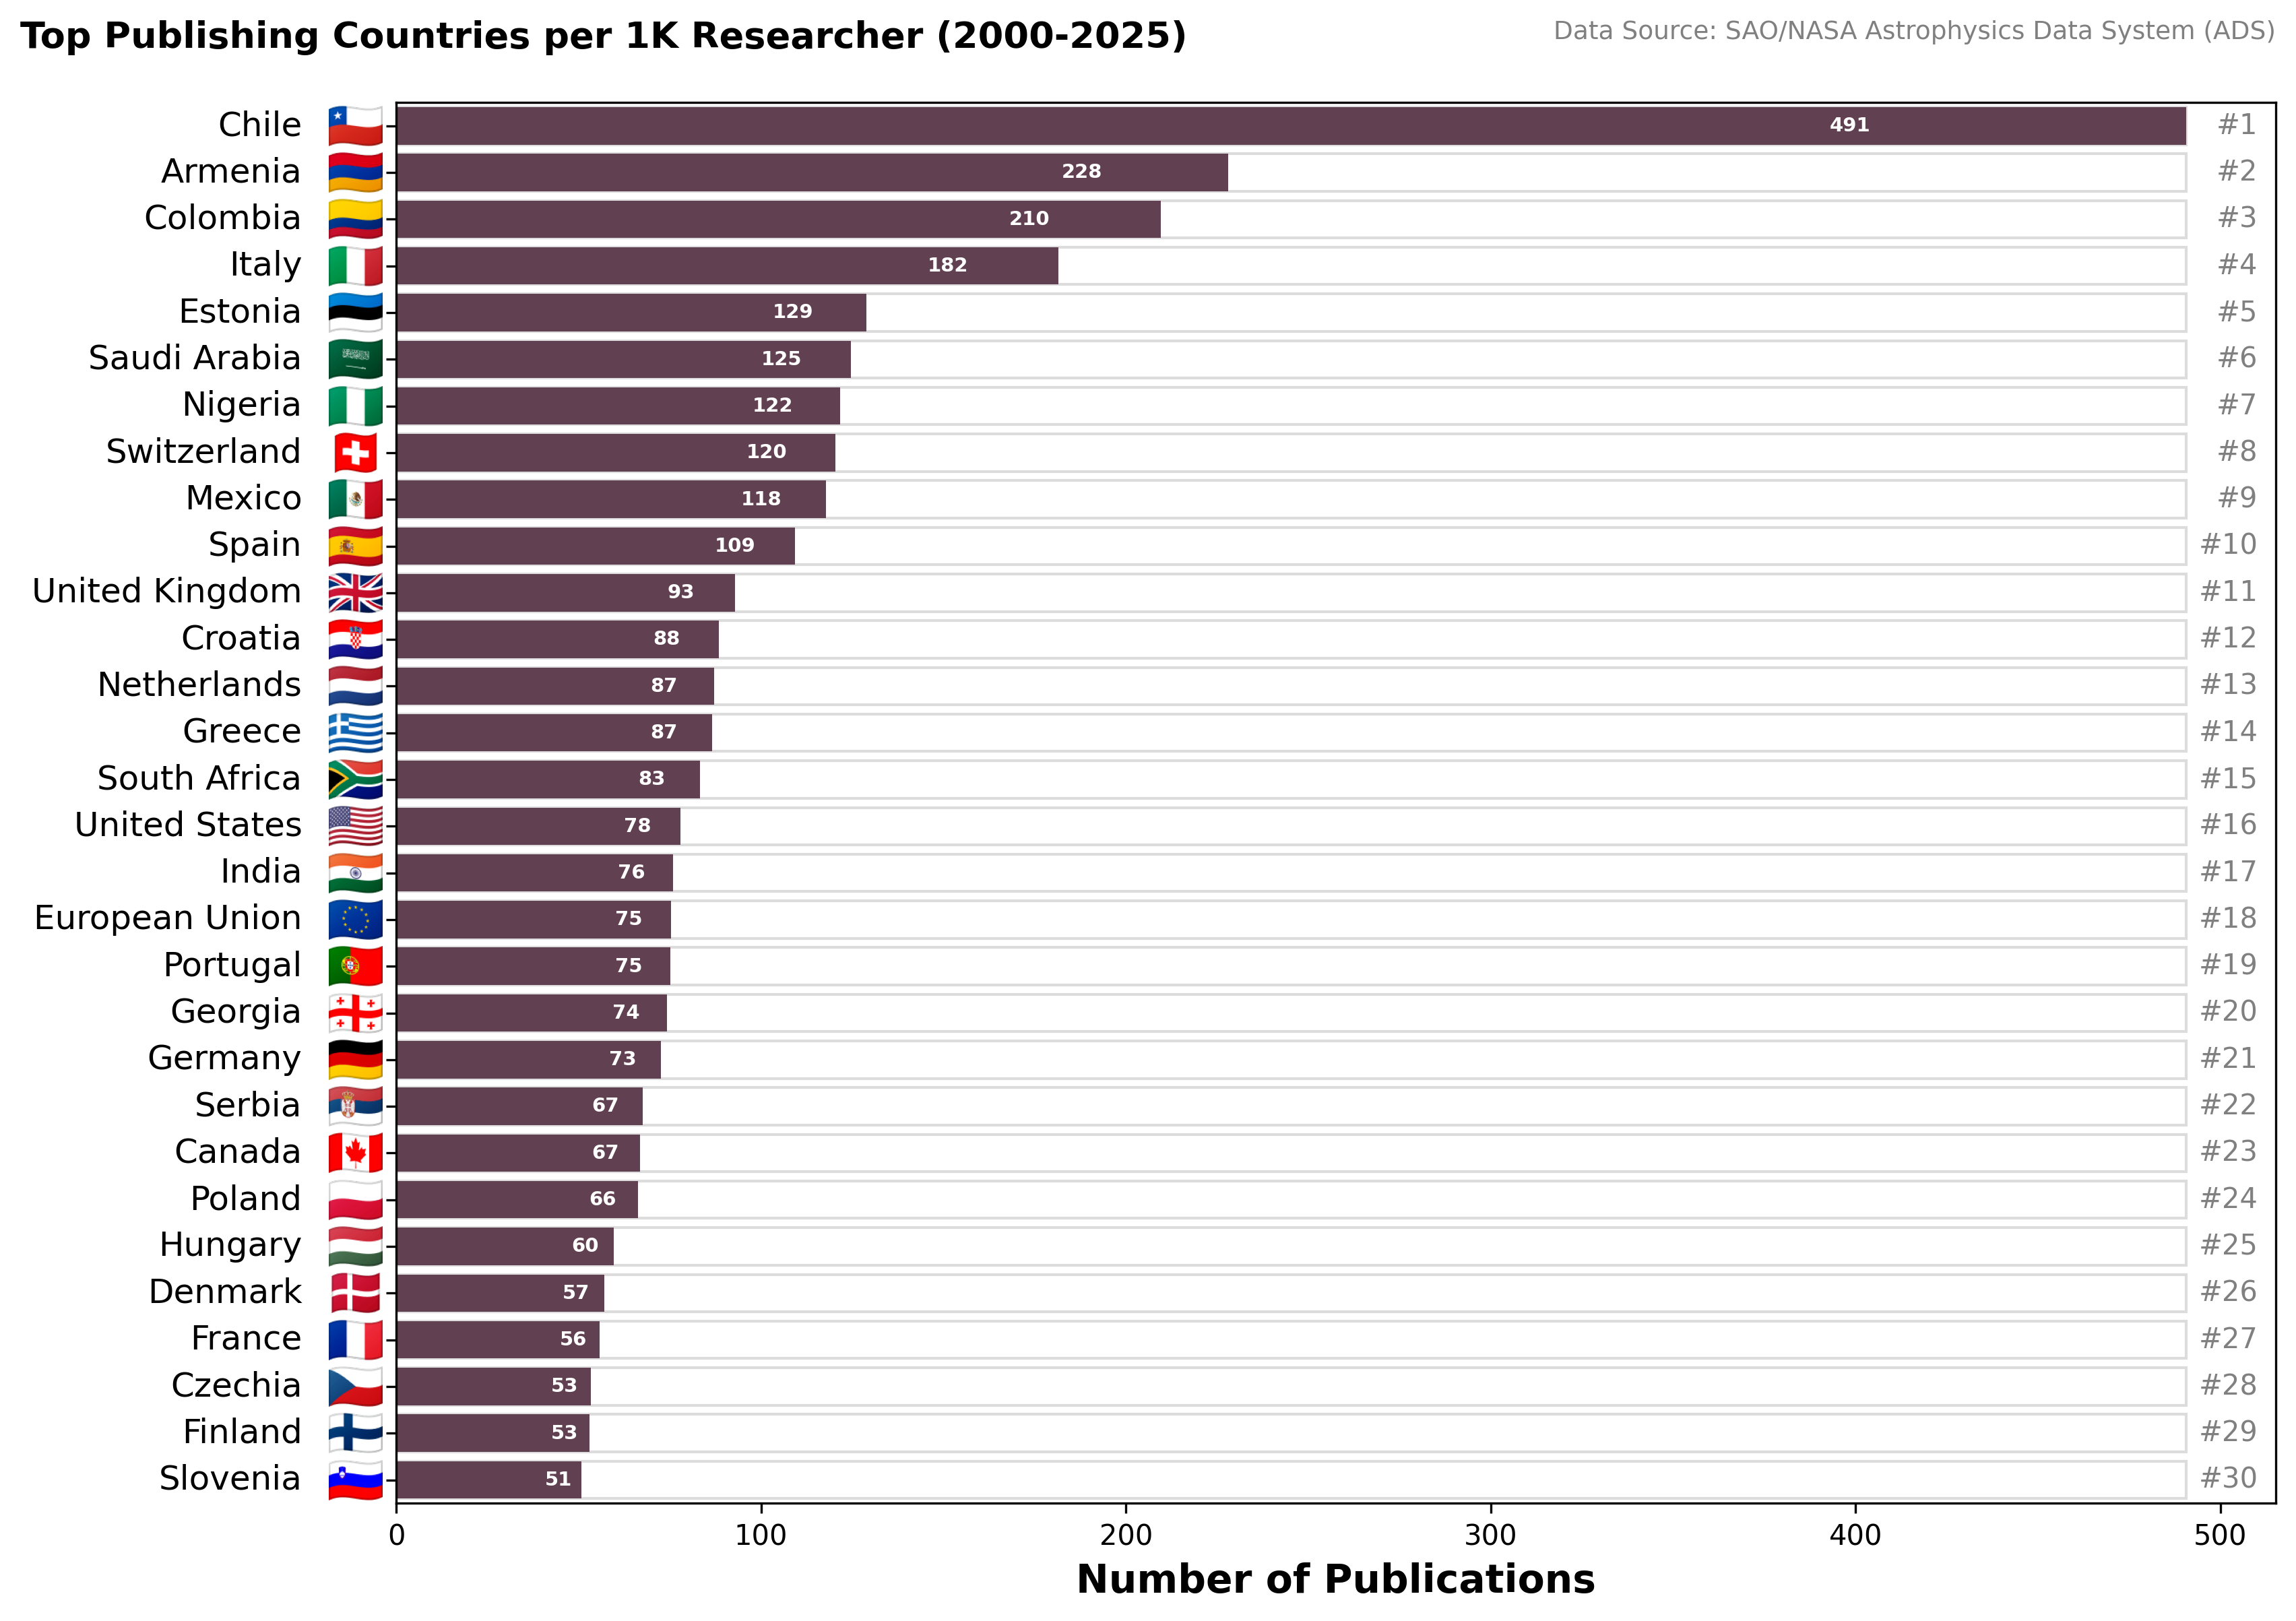 Top Publishing Countries per 1K Researcher (2000-2025)
Data Source: SAO/NASA Astrophysics Data System (ADS)
Chile 491 #1
Armenia 228 #2
Colombia 210 #3
Italy 182 #4
Estonia 129 #5
Saudi Arabia 125 #6
Nigeria 122 #7
Switzerland 120 #8
Mexico 118 #9
Spain 109 #10
United Kingdom 93 #11
Croatia 88 #12
Netherlands 87 #13
Greece 87 #14
South Africa 83 #15
United States 78 #16
India 76 #17
European Union 75 #18
Portugal 75 #19
Georgia 74 #20
Germany 73 #21
Serbia 67 #22
Canada 67 #23
Poland 66 #24
Hungary 60 #25
Denmark 57 #26
France 56 #27
Czechia 53 #28
Finland 53 #29
Slovenia 51 #30
0 100 200 300 400 500
Number of Publications